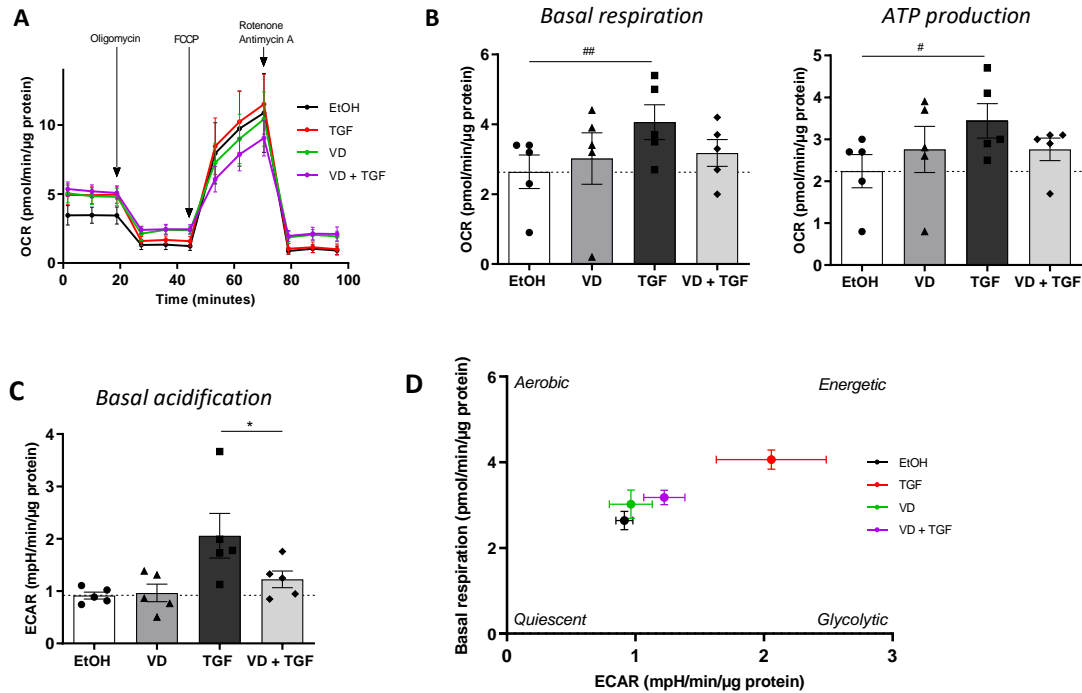 A
Oligomycin
FCCP
Rotenone
Antimycin A
OCR (pmol/min/µg protein)
10
5
0
0 20 40 60 80 100
Time (minutes)
EtOH
TGF
VD
VD + TGF
B
Basal respiration
##
OCR (pmol/min/µg protein)
6
4
2
0
EtOH VD TGF VD + TGF
ATP production
#
OCR (pmol/min/µg protein)
5
4
3
2
1
0
EtOH VD TGF VD + TGF
C
Basal acidification
*
ECAR (mpH/min/µg protein)
4
3
2
1
0
EtOH VD TGF VD + TGF
D
Basal respiration (pmol/min/µg protein)
6
4
2
0
Aerobic
Energetic
Quiescent
Glycolytic
0 1 2 3
ECAR (mpH/min/µg protein)
EtOH
TGF
VD
VD + TGF